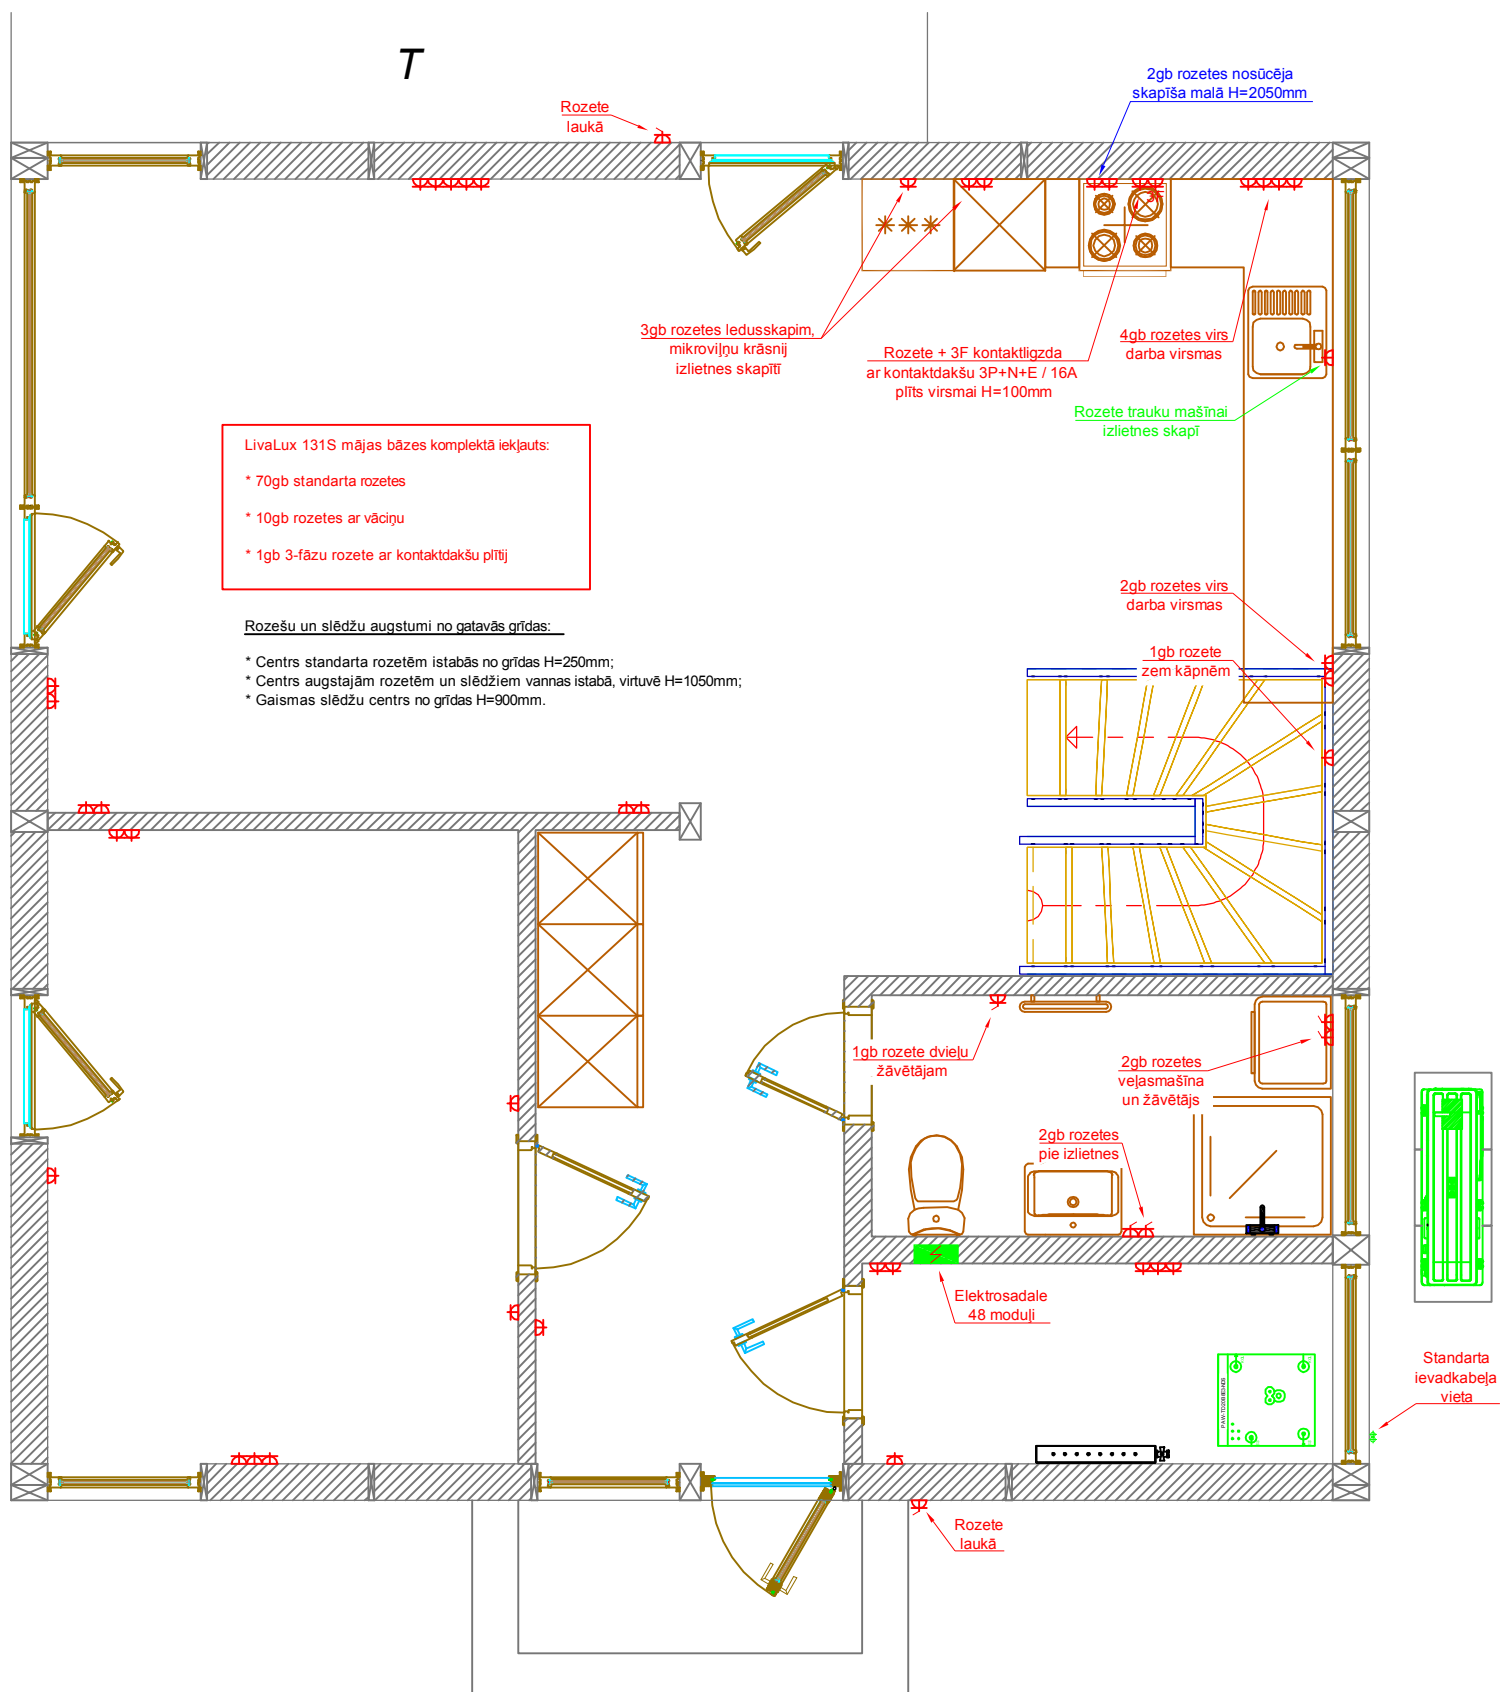 T
2gb rozetes nosūcēja
skapīša malā H=2050mm
Rozete
laukā
3F
3gb rozetes ledusskapim,
mikroviļņu krāsnij
izlietnes skapītī
Rozete + 3F kontaktligzda
ar kontaktdakšu 3P+N+E / 16A
plīts virsmai H=100mm
4gb rozetes virs
darba virsmas
Rozete trauku mašīnai
izlietnes skapī
LivaLux 131S mājas bāzes komplektā iekļauts:
* 70gb standarta rozetes
* 10gb rozetes ar vāciņu
* 1gb 3-fāzu rozete ar kontaktdakšu plītij
Rozešu un slēdžu augstumi no gatavās grīdas:
* Centrs standarta rozetēm istabās no grīdas H=250mm;
* Centrs augstajām rozetēm un slēdžiem vannas istabā, virtuvē H=1050mm;
* Gaismas slēdžu centrs no grīdas H=900mm.
2gb rozetes virs
darba virsmas
1gb rozete
zem kāpnēm
1gb rozete dvieļu
žāvētājam
2gb rozetes
veļasmašīna
un žāvētājs
2gb rozetes
pie izlietnes
Elektrosadale
48 moduļi
Standarta
ievadkabeļa
vieta
Rozete
laukā